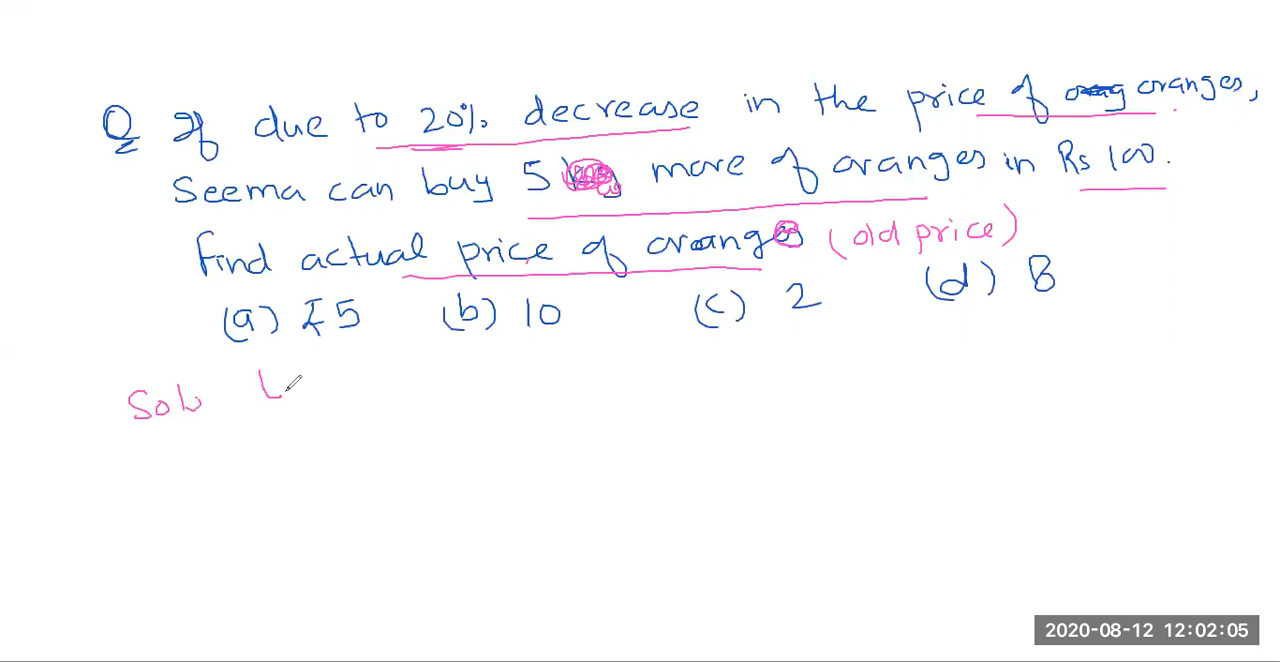 Q If due to 20% decrease in the price of oranges,
Seema can buy 5 more of oranges in Rs 100.
Find actual price of orange (old price)
(a) ₹5 (b) 10 (c) 2 (d) 8
Sol:
2020-08-12 12:02:05